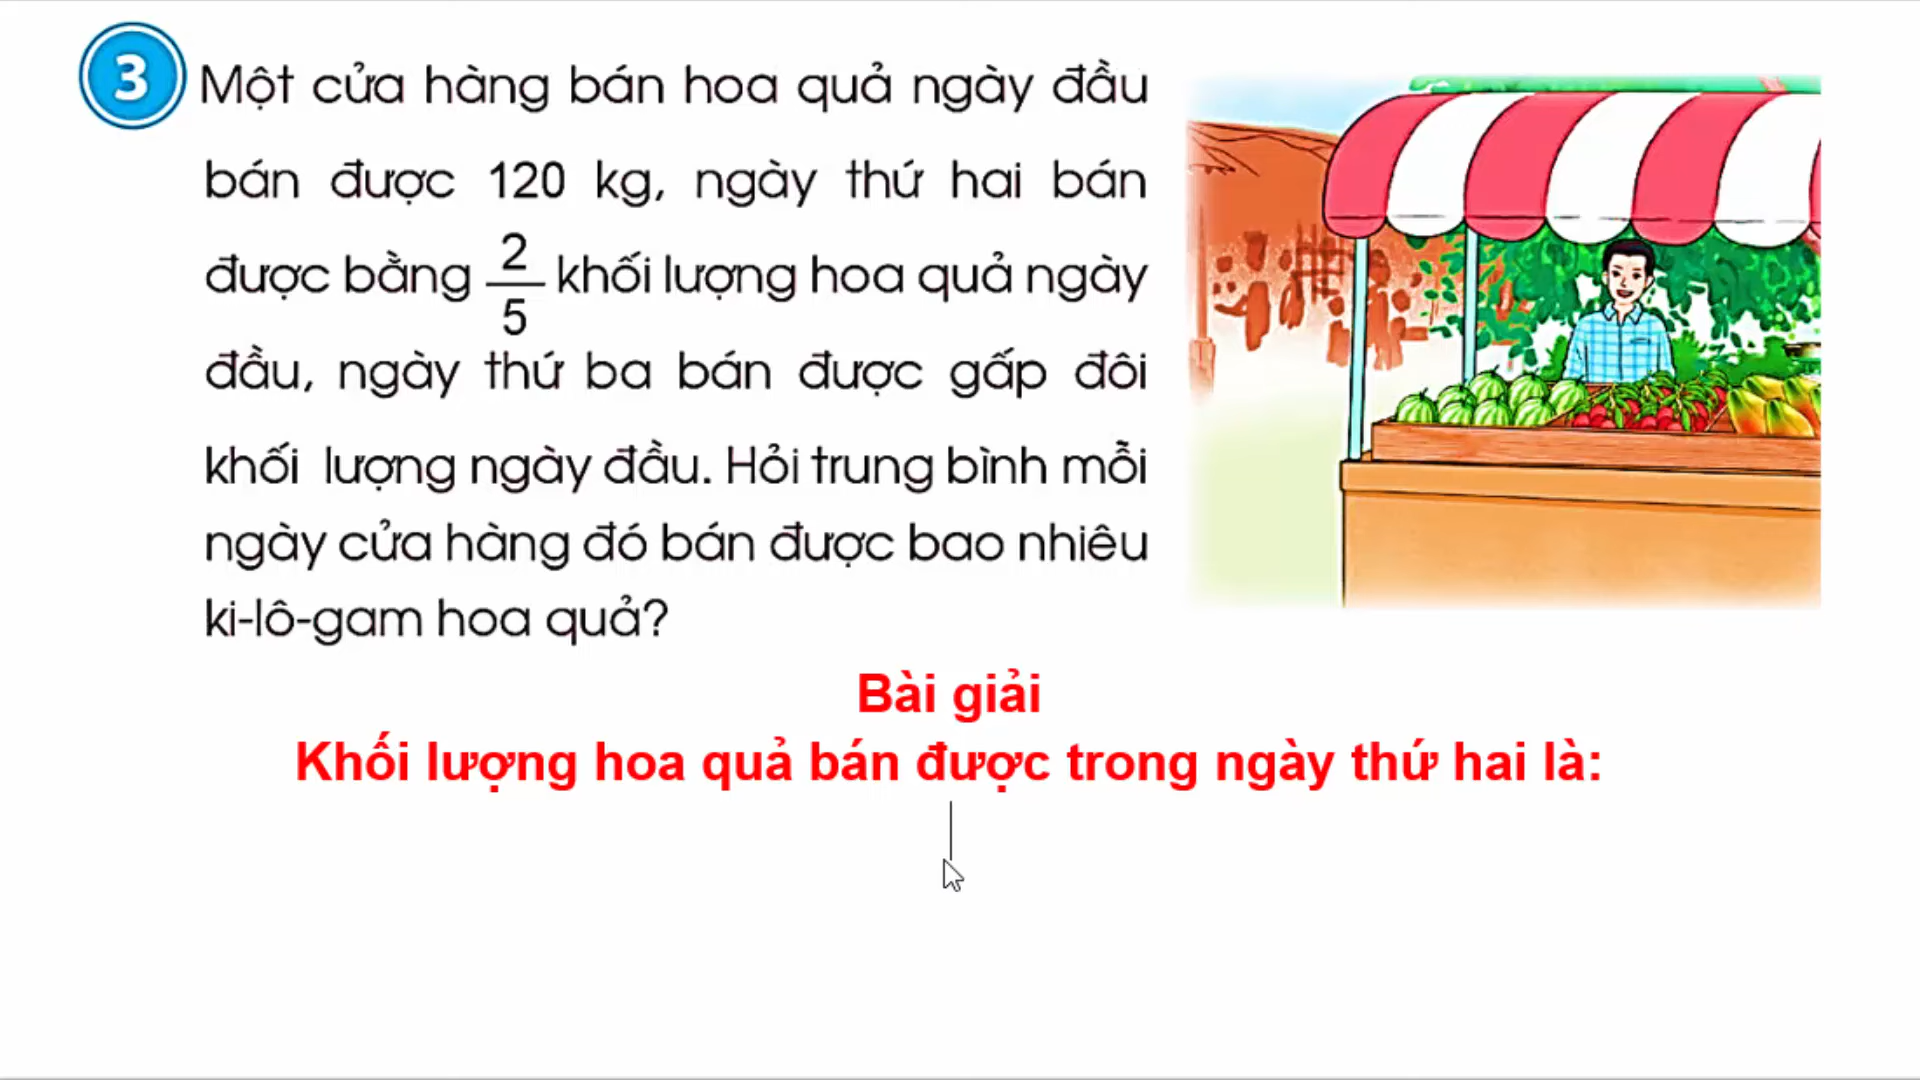 3 Một cửa hàng bán hoa quả ngày đầu
bán được 120 kg, ngày thứ hai bán
được bằng 2/5 khối lượng hoa quả ngày
đầu, ngày thứ ba bán được gấp đôi
khối lượng ngày đầu. Hỏi trung bình mỗi
ngày cửa hàng đó bán được bao nhiêu
ki-lô-gam hoa quả?
Bài giải
Khối lượng hoa quả bán được trong ngày thứ hai là: